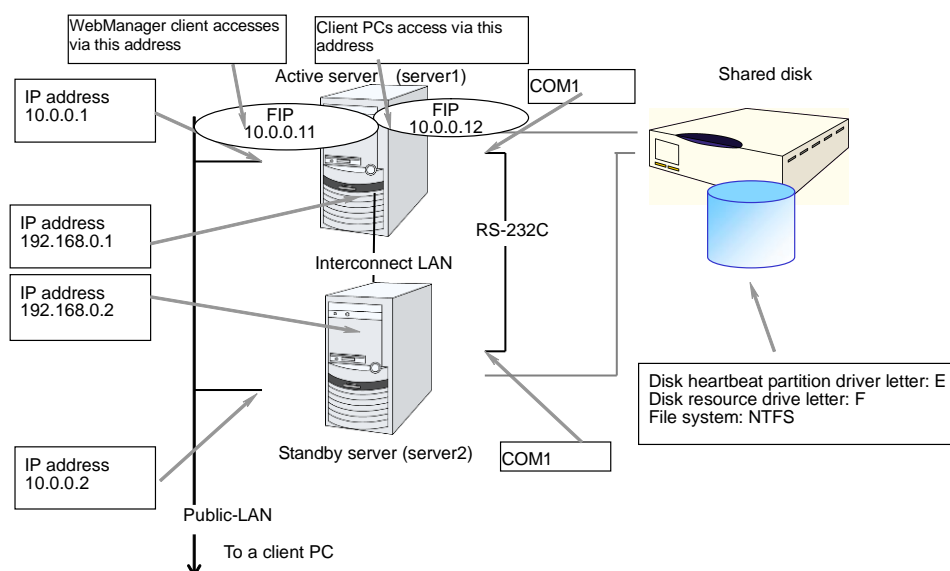 WebManager client accesses
via this address
Client PCs access via this
address
Active server (server1)
COM1
Shared disk
IP address
10.0.0.1
FIP
10.0.0.11
FIP
10.0.0.12
IP address
192.168.0.1
RS-232C
Interconnect LAN
IP address
192.168.0.2
Disk heartbeat partition driver letter: E
Disk resource drive letter: F
File system: NTFS
Standby server (server2)
COM1
IP address
10.0.0.2
Public-LAN
To a client PC